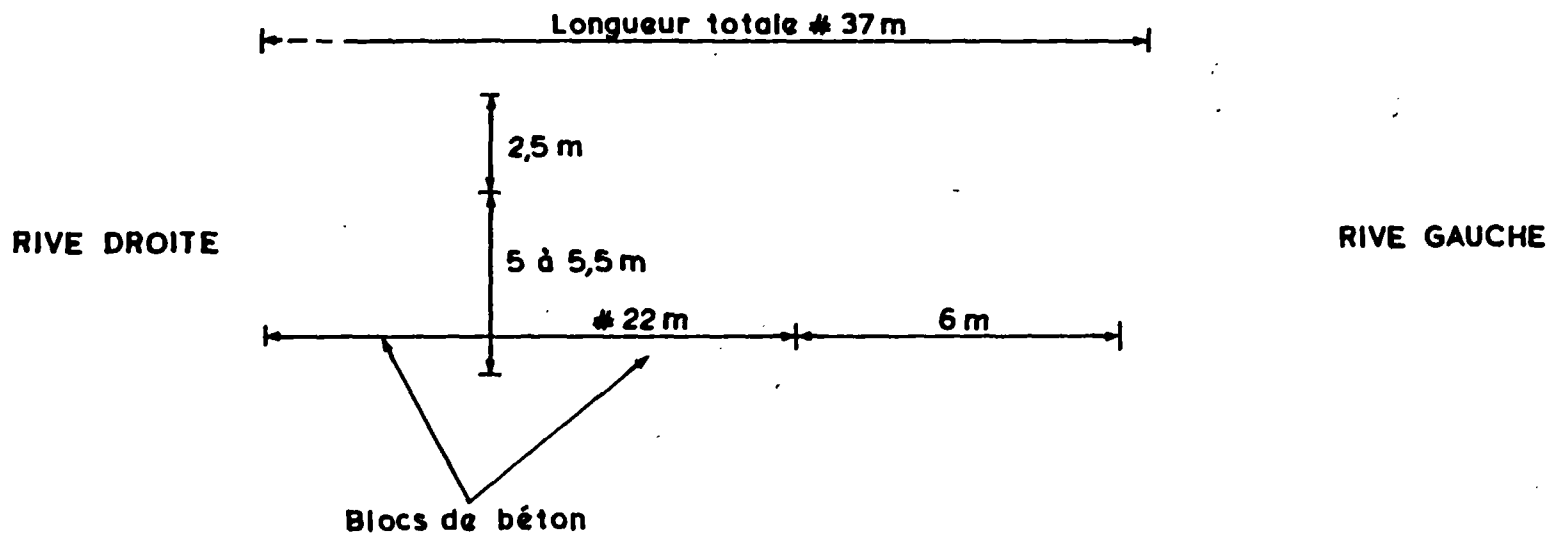 Longueur totale # 37 m
2,5 m
RIVE DROITE
RIVE GAUCHE
5 à 5,5 m
# 22 m
6 m
Blocs de béton